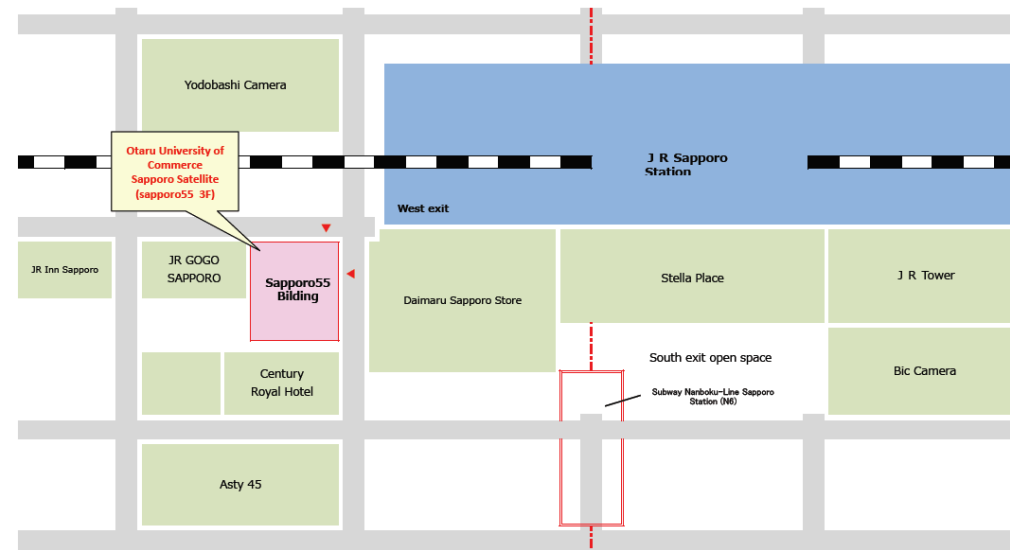 Yodobashi Camera
Otaru University of
Commerce
Sapporo Satellite
(sapporo55 3F)
J R Sapporo
Station
West exit
JR Inn Sapporo
JR GOGO
SAPPORO
Sapporo55
Bilding
Daimaru Sapporo Store
Stella Place
J R Tower
South exit open space
Subway Nanboku-Line Sapporo
Station (N6)
Bic Camera
Century
Royal Hotel
Asty 45